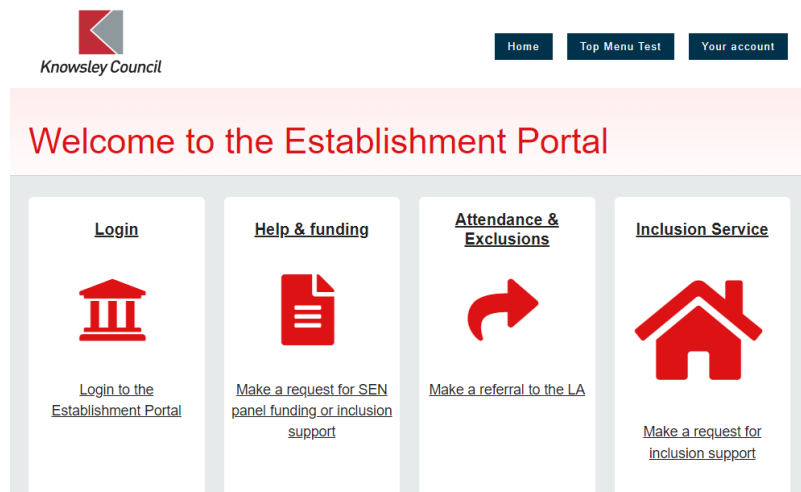 Knowsley Council
Home
Top Menu Test
Your account
Welcome to the Establishment Portal
Login
Login to the
Establishment Portal
Help & funding
Make a request for SEN
panel funding or inclusion
support
Attendance &
Exclusions
Make a referral to the LA
Inclusion Service
Make a request for
inclusion support